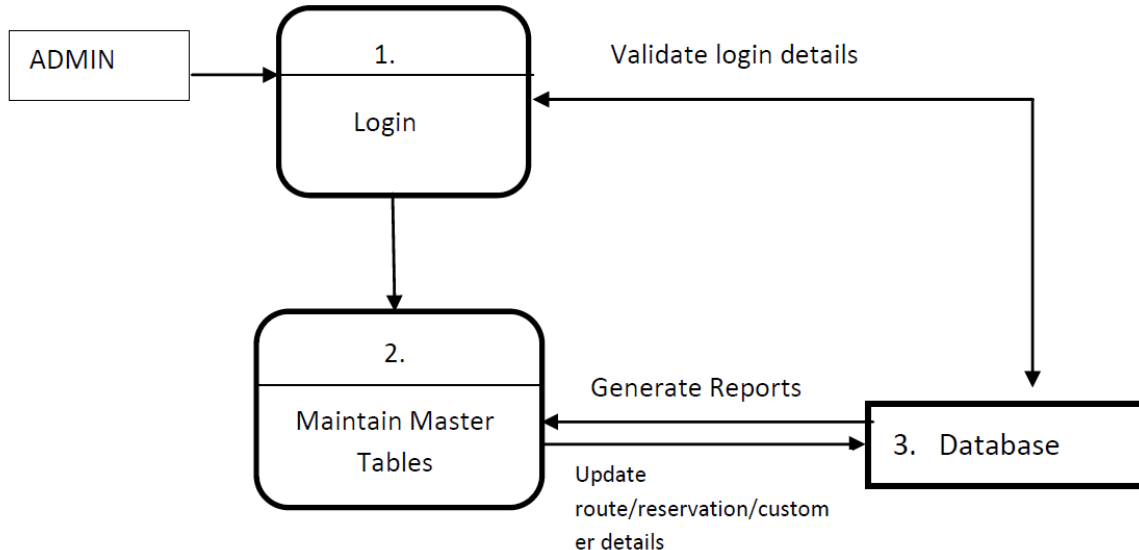 ADMIN
1.
Validate login details
Login
2.
Generate Reports
Maintain Master
Tables
3. Database
Update
route/reservation/custom
er details